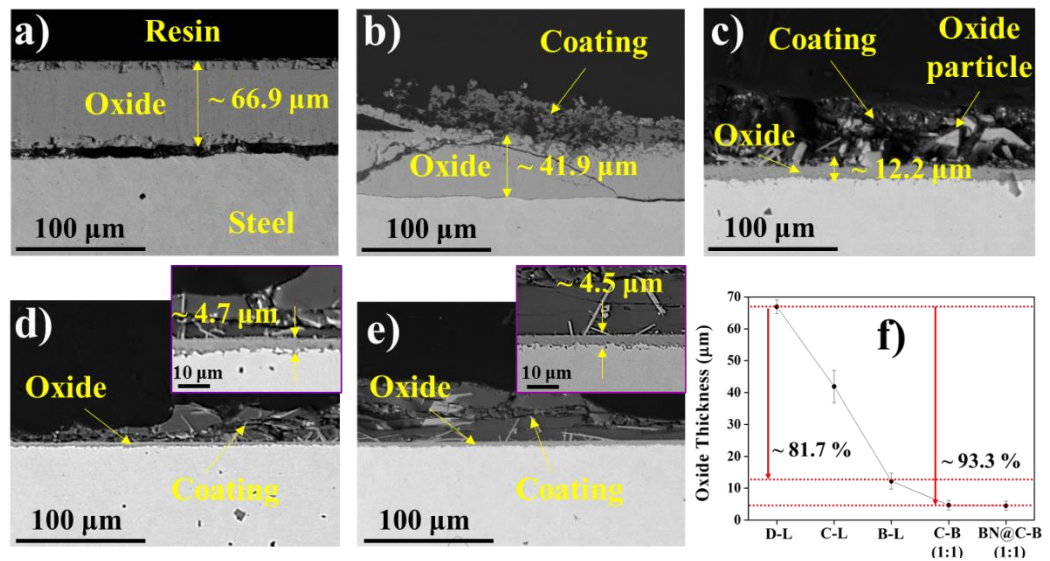 a)
Resin
Oxide
~ 66.9 µm
Steel
100 µm
b)
Coating
Oxide
~ 41.9 µm
100 µm
c)
Coating
Oxide
particle
Oxide
~ 12.2 µm
100 µm
d)
~ 4.7 µm
10 µm
Oxide
Coating
100 µm
e)
~ 4.5 µm
10 µm
Oxide
Coating
100 µm
f)
Oxide Thickness (µm)
70
60
50
40
30
20
10
0
~ 81.7 %
~ 93.3 %
D-L C-L B-L C-B BN@C-B
(1:1) (1:1)